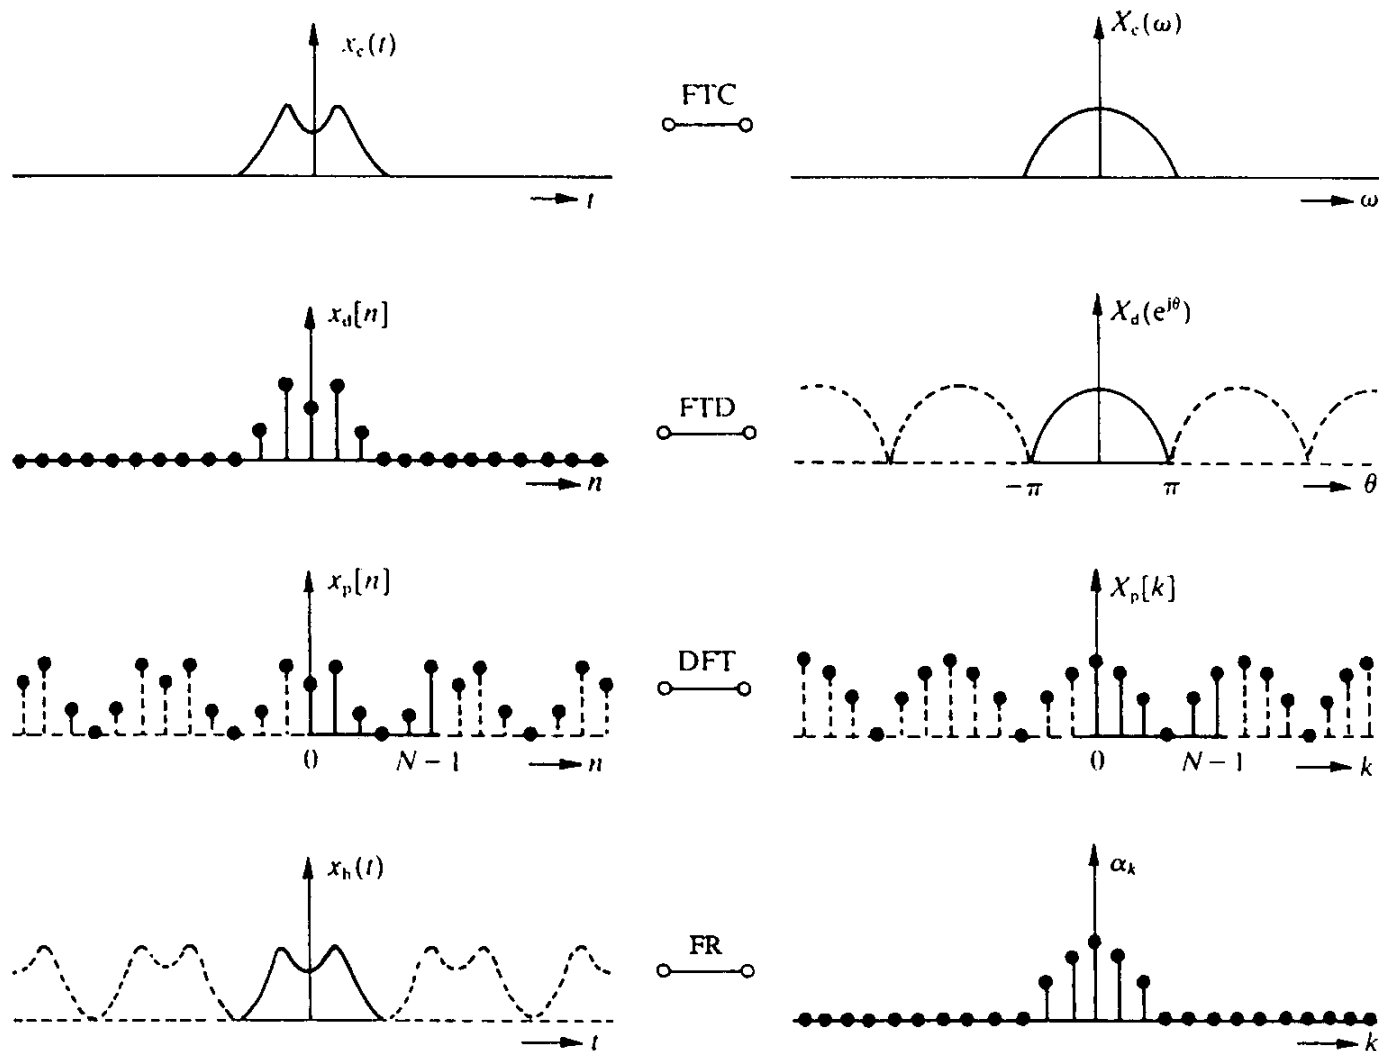 x_c(t)
FTC
X_c(ω)
t
ω
x_d[n]
FTD
X_d(e^{jθ})
n
-π π θ
x_p[n]
DFT
X_p[k]
0 N-1 n
0 N-1 k
x_h(t)
FR
α_k
t
k